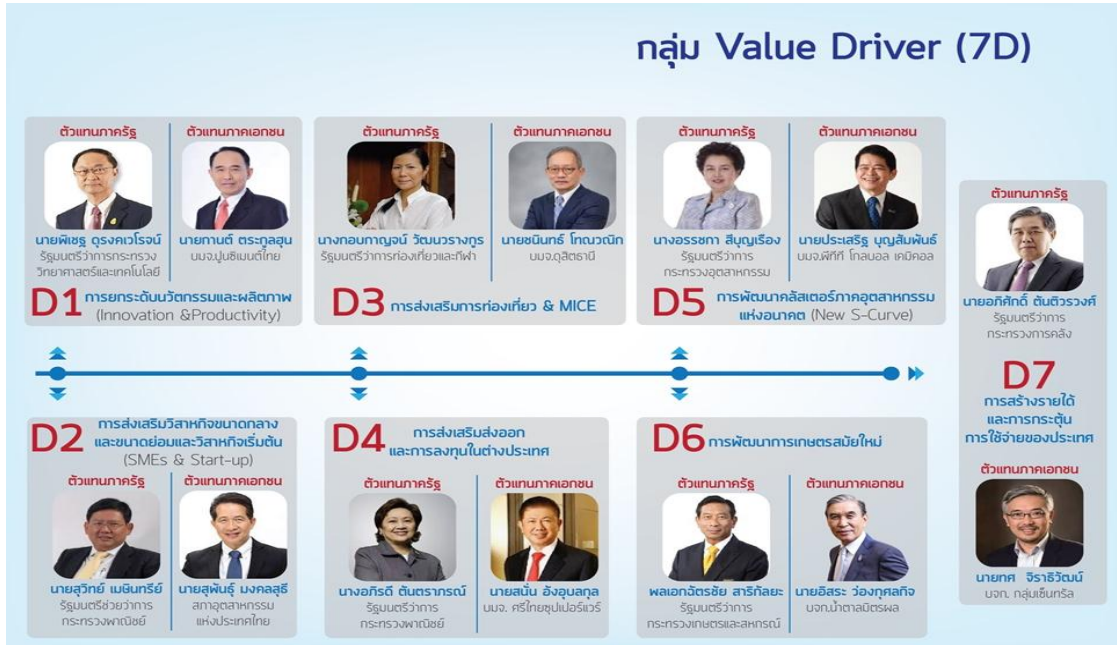 กลุ่ม Value Driver (7D)
ตัวแทนภาครัฐ
ตัวแทนภาคเอกชน
นายพิเชฐ ดุรงคเวโรจน์
รัฐมนตรีว่าการกระทรวง
วิทยาศาสตร์และเทคโนโลยี
นายกานต์ ตระกูลฮุน
บมจ.ปูนซิเมนต์ไทย
D1 การยกระดับนวัตกรรมและผลิตภาพ
(Innovation &Productivity)
ตัวแทนภาครัฐ
ตัวแทนภาคเอกชน
นางกอบกาญจน์ วัฒนวรางกูร
รัฐมนตรีว่าการท่องเที่ยวและกีฬา
นายชนินทธ์ โทณวณิก
บมจ.ดุสิตธานี
D3 การส่งเสริมการท่องเที่ยว & MICE
ตัวแทนภาครัฐ
ตัวแทนภาคเอกชน
นางอรรชกา สีบุญเรือง
รัฐมนตรีว่าการ
กระทรวงอุตสาหกรรม
นายประเสริฐ บุญสัมพันธ์
บมจ.พีทีที โกลบอล เคมิคอล
D5 การพัฒนาคลัสเตอร์ภาคอุตสาหกรรม
แห่งอนาคต (New S-Curve)
D2 การส่งเสริมวิสาหกิจขนาดกลาง
และขนาดย่อมและวิสาหกิจเริ่มต้น
(SMEs & Start-up)
ตัวแทนภาครัฐ
ตัวแทนภาคเอกชน
นายสุวิทย์ เมษินทรีย์
รัฐมนตรีช่วยว่าการ
กระทรวงพาณิชย์
นายสุพันธุ์ มงคลสุธี
สภาอุตสาหกรรม
แห่งประเทศไทย
D4 การส่งเสริมส่งออก
และการลงทุนในต่างประเทศ
ตัวแทนภาครัฐ
ตัวแทนภาคเอกชน
นางอภิรดี ตันตราภรณ์
รัฐมนตรีว่าการ
กระทรวงพาณิชย์
นายสนั่น อังอุบลกุล
บมจ. ศรีไทยซุปเปอร์แวร์
D6 การพัฒนาการเกษตรสมัยใหม่
ตัวแทนภาครัฐ
ตัวแทนภาคเอกชน
พลเอกฉัตรชัย สาริกัลยะ
รัฐมนตรีว่าการ
กระทรวงเกษตรและสหกรณ์
นายอิสระ ว่องกุศลกิจ
บจก.น้ำตาลมิตรผล
ตัวแทนภาครัฐ
นายอภิศักดิ์ ตันติวรวงศ์
รัฐมนตรีว่าการ
กระทรวงการคลัง
D7
การสร้างรายได้
และการกระตุ้น
การใช้จ่ายของประเทศ
ตัวแทนภาคเอกชน
นายทศ จิราธิวัฒน์
บจก. กลุ่มเซ็นทรัล